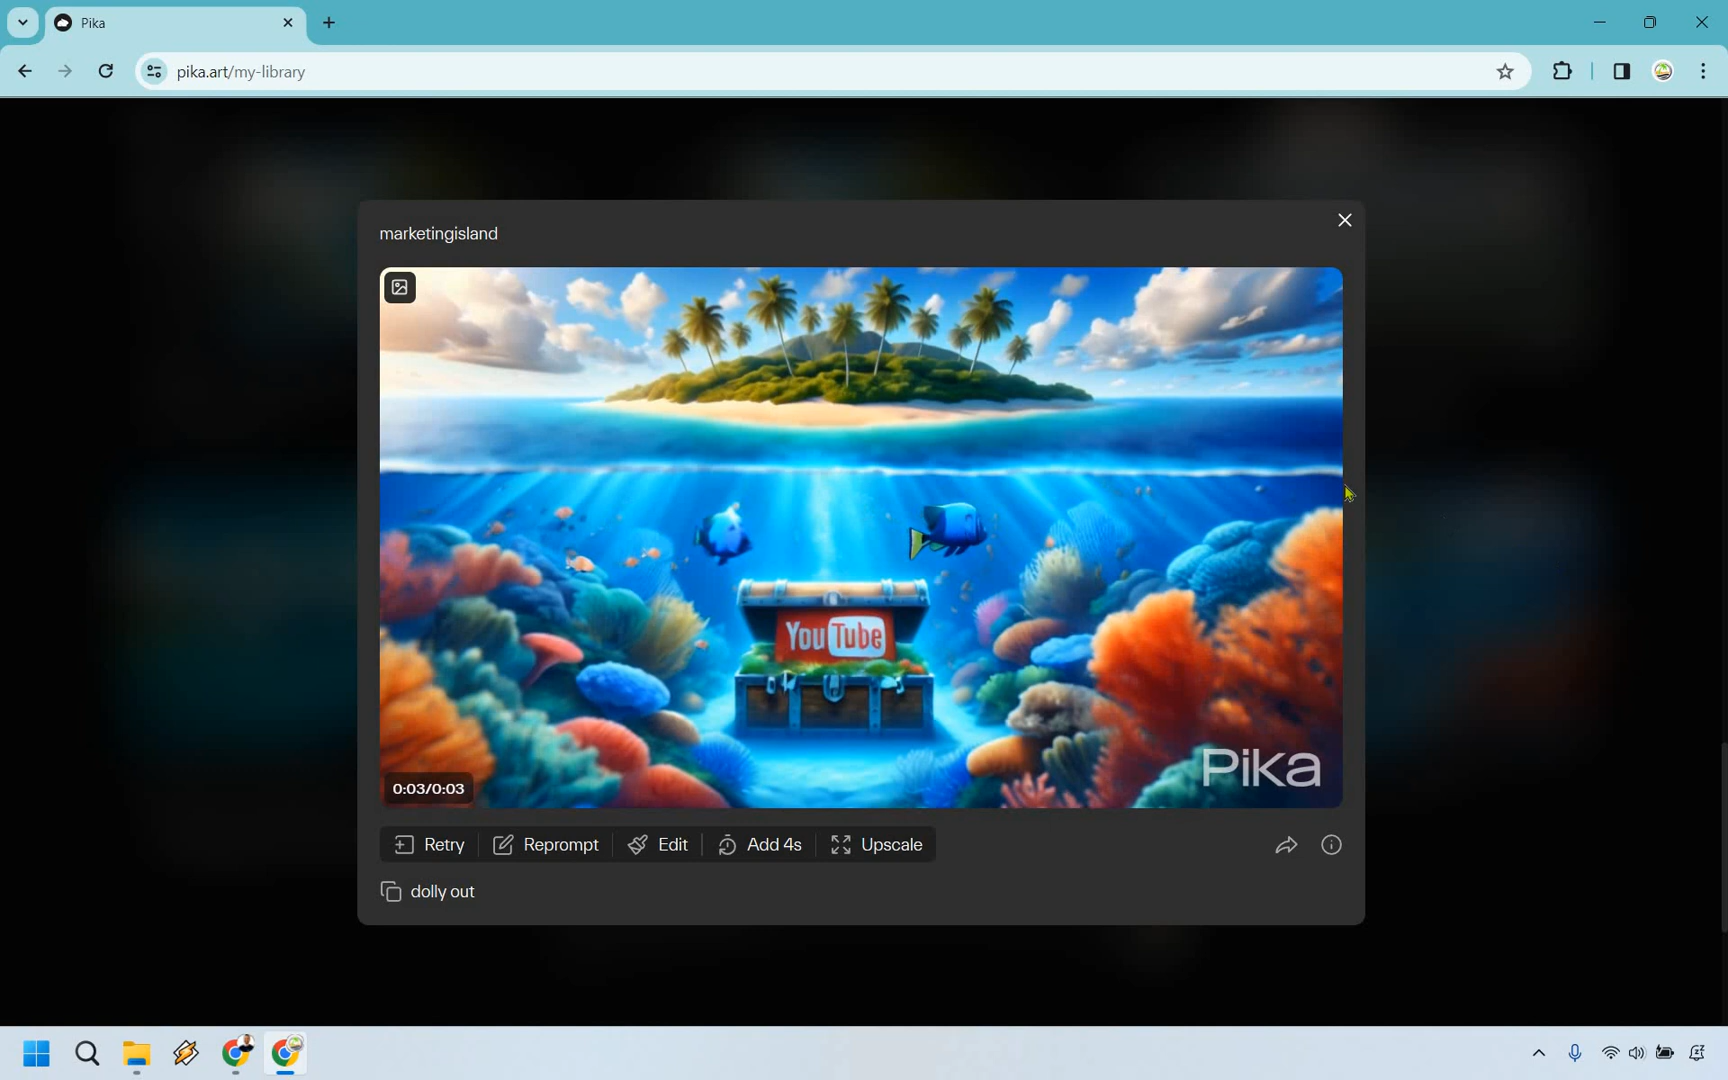 Pika
pika.art/my-library
marketingisland
YouTube
Pika
0:03/0:03
Retry
Reprompt
Edit
Add 4s
Upscale
dolly out